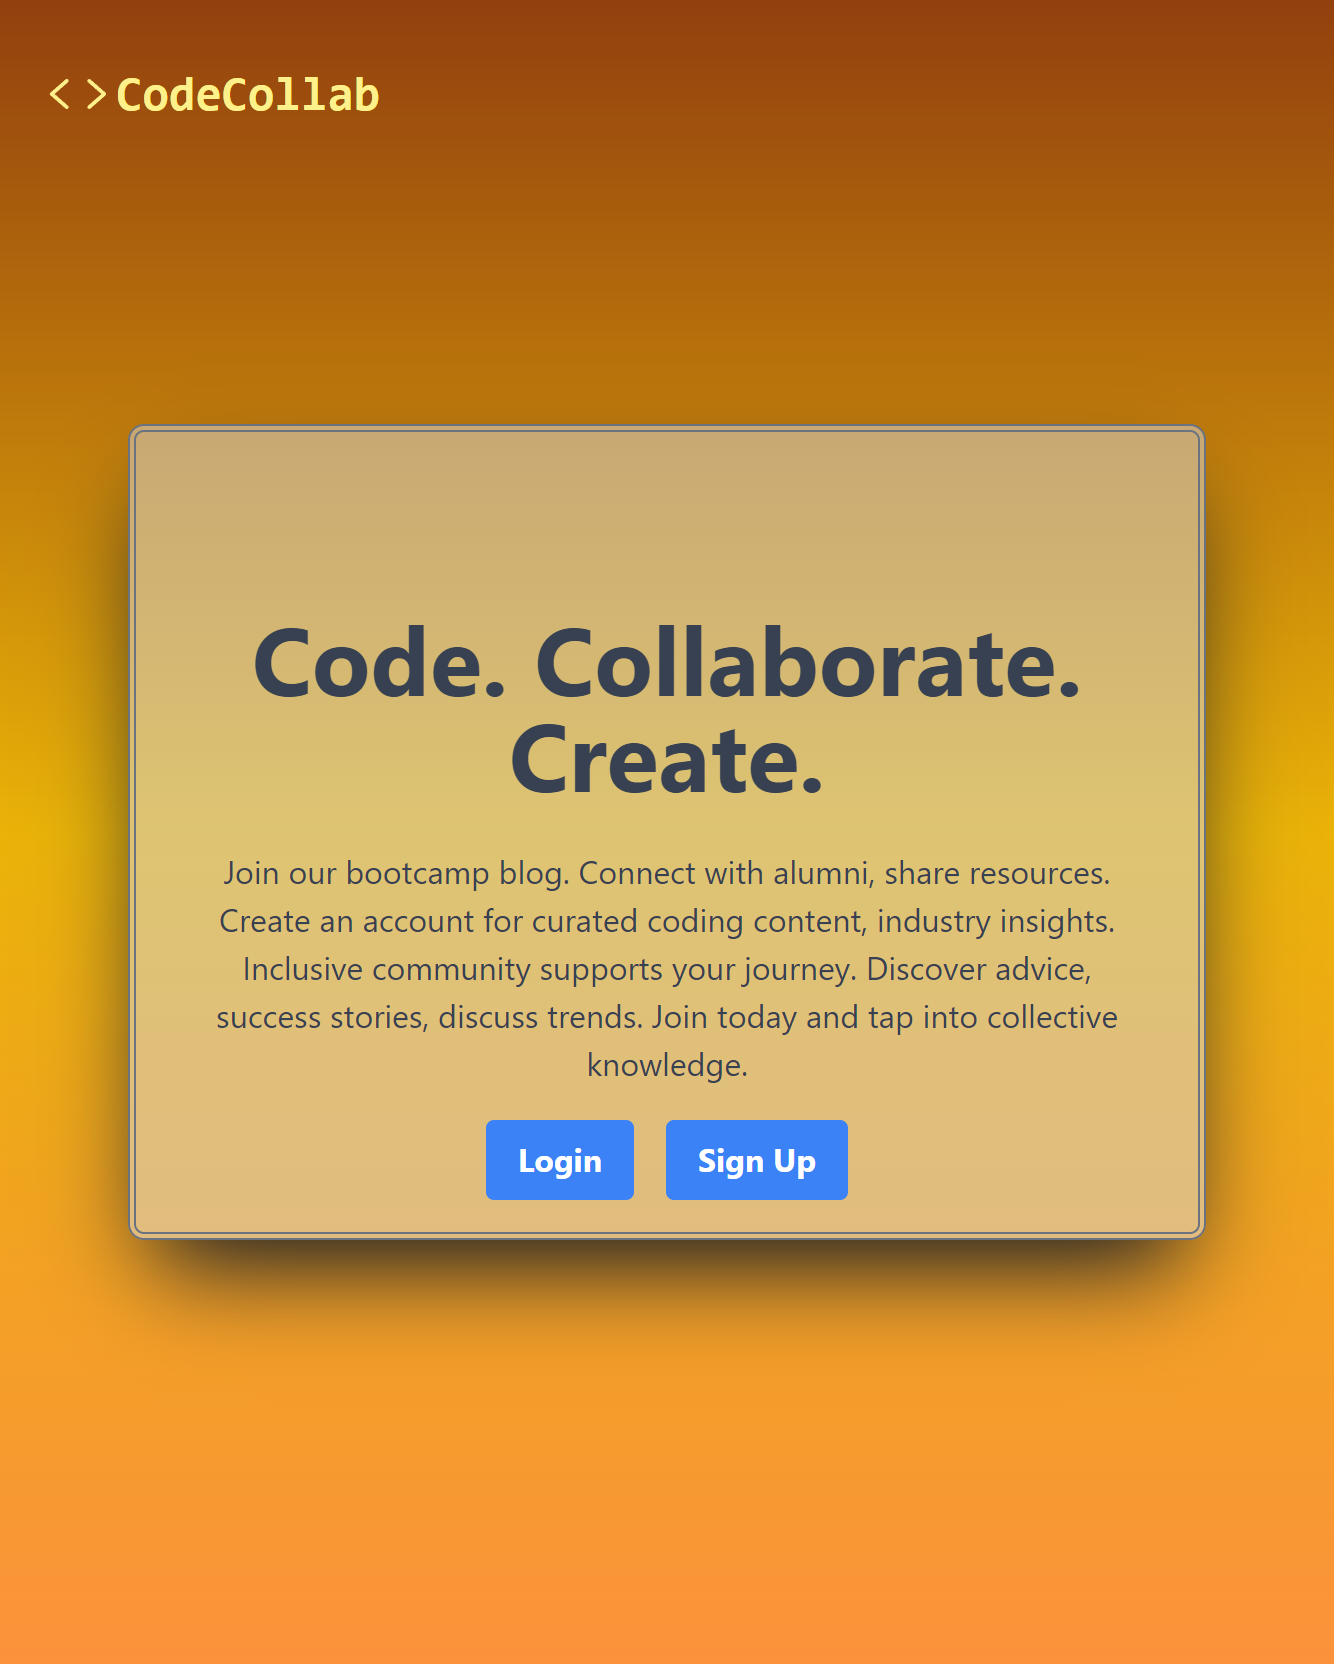 < > CodeCollab
Code. Collaborate.
Create.
Join our bootcamp blog. Connect with alumni, share resources.
Create an account for curated coding content, industry insights.
Inclusive community supports your journey. Discover advice,
success stories, discuss trends. Join today and tap into collective
knowledge.
Login Sign Up